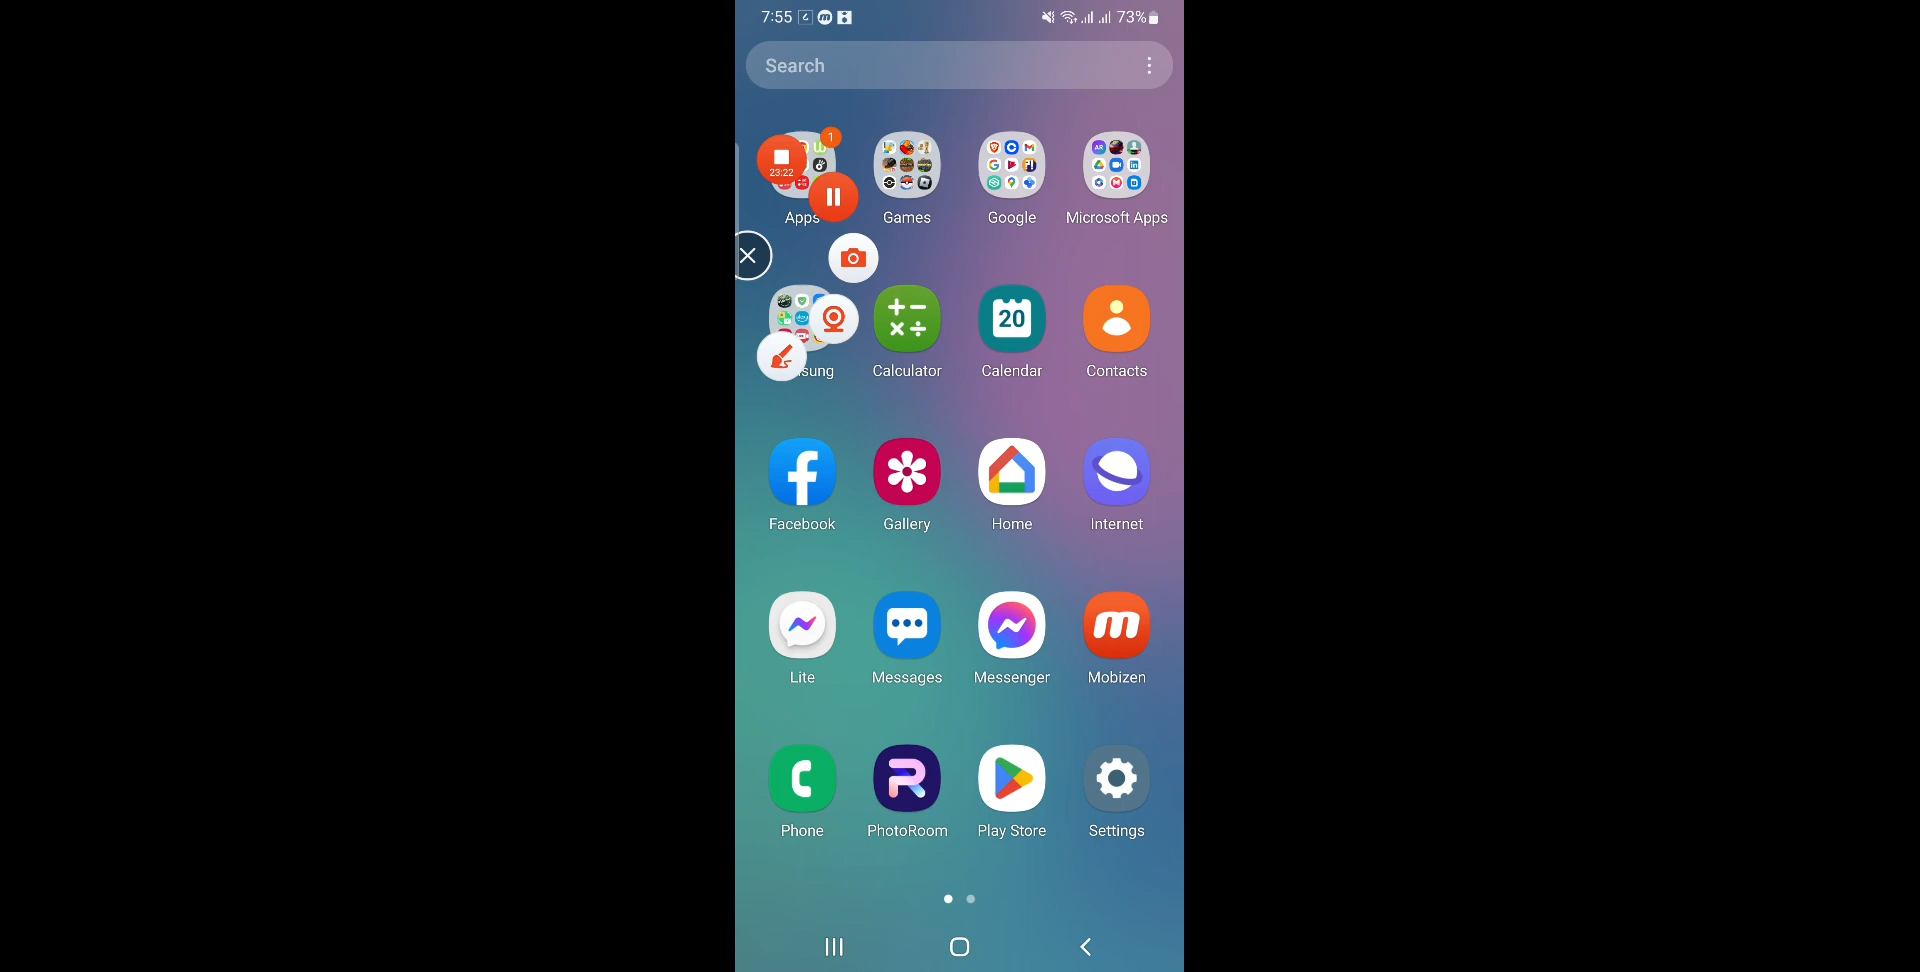 7:55
73%
Search
1
23:22
Apps
Games
Google
Microsoft Apps
20
sung
Calculator
Calendar
Contacts
Facebook
Gallery
Home
Internet
Lite
Messages
Messenger
Mobizen
Phone
PhotoRoom
Play Store
Settings